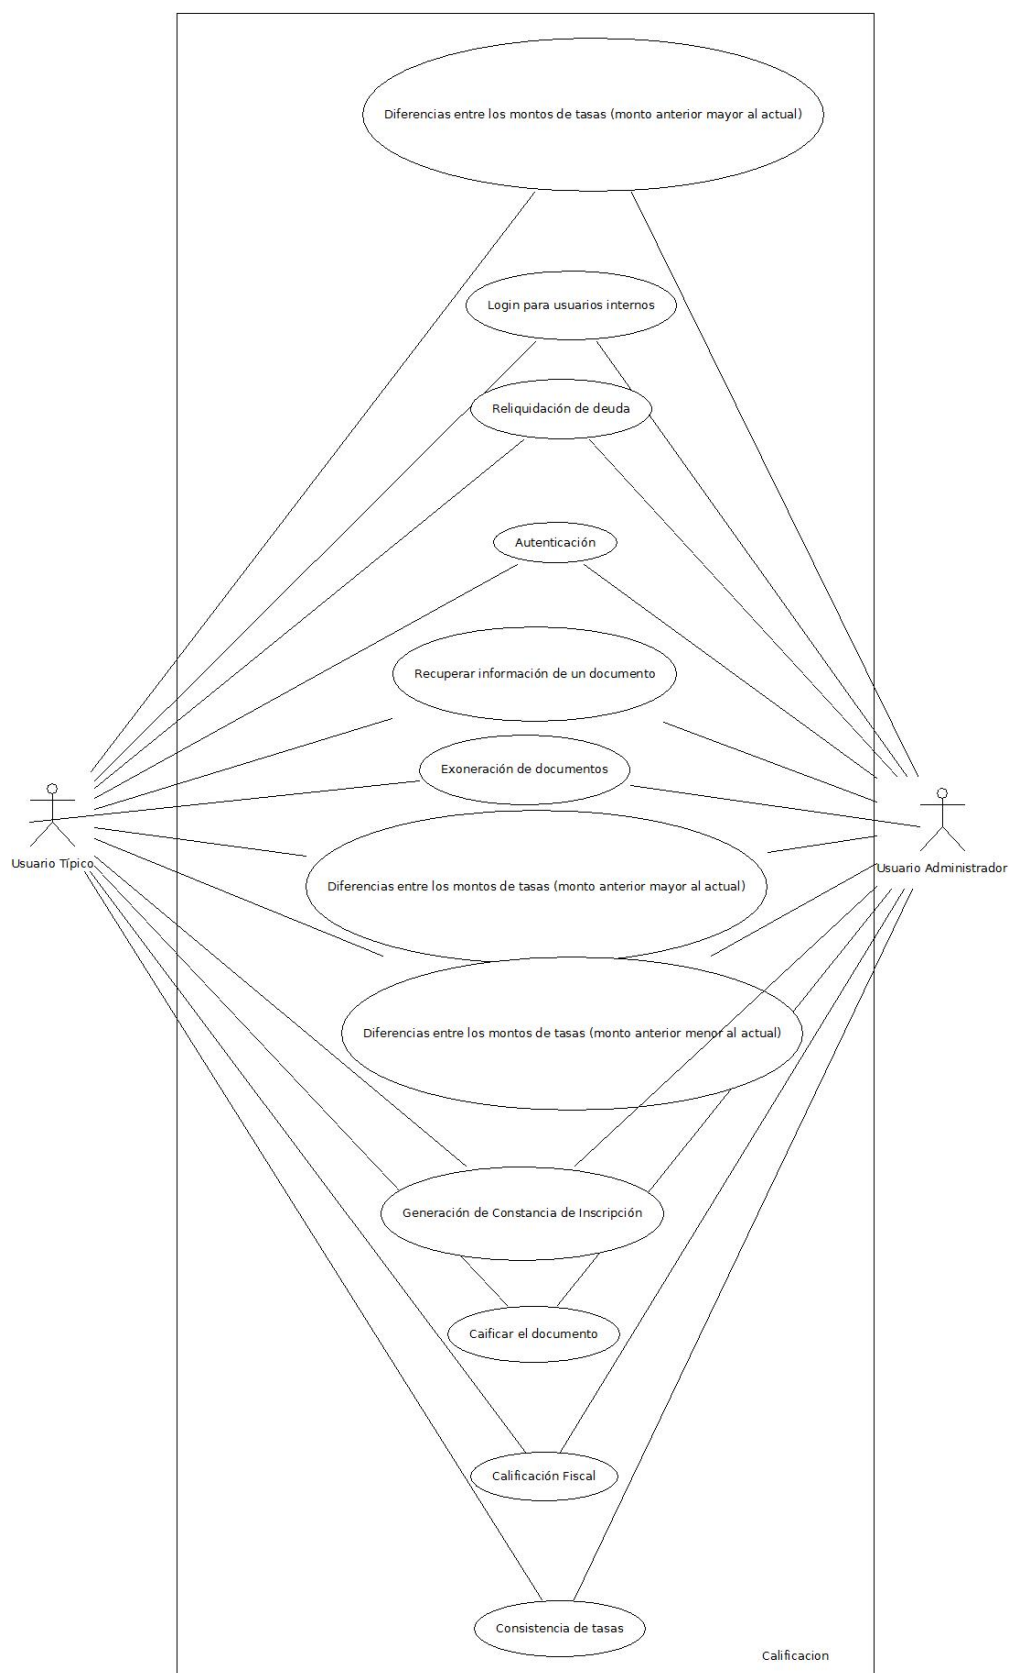 Diferencias entre los montos de tasas (monto anterior mayor al actual)
Login para usuarios internos
Reliquidación de deuda
Autenticación
Recuperar información de un documento
Exoneración de documentos
Usuario Típico
Usuario Administrador
Diferencias entre los montos de tasas (monto anterior mayor al actual)
Diferencias entre los montos de tasas (monto anterior menor al actual)
Generación de Constancia de Inscripción
Caificar el documento
Calificación Fiscal
Consistencia de tasas
Calificacion